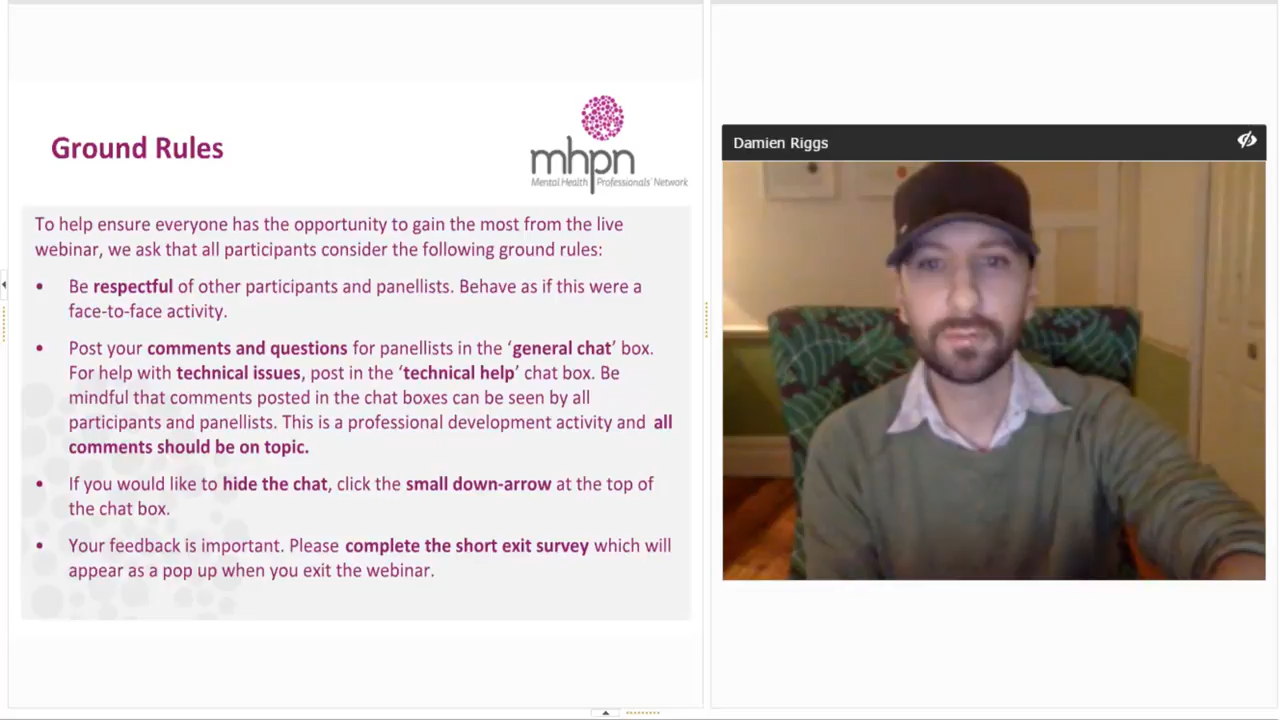 Ground Rules
mhpn
Mental Health Professionals' Network
To help ensure everyone has the opportunity to gain the most from the live
webinar, we ask that all participants consider the following ground rules:
• Be respectful of other participants and panellists. Behave as if this were a
face-to-face activity.
• Post your comments and questions for panellists in the ‘general chat’ box.
For help with technical issues, post in the ‘technical help’ chat box. Be
mindful that comments posted in the chat boxes can be seen by all
participants and panellists. This is a professional development activity and all
comments should be on topic.
• If you would like to hide the chat, click the small down-arrow at the top of
the chat box.
• Your feedback is important. Please complete the short exit survey which will
appear as a pop up when you exit the webinar.
Damien Riggs